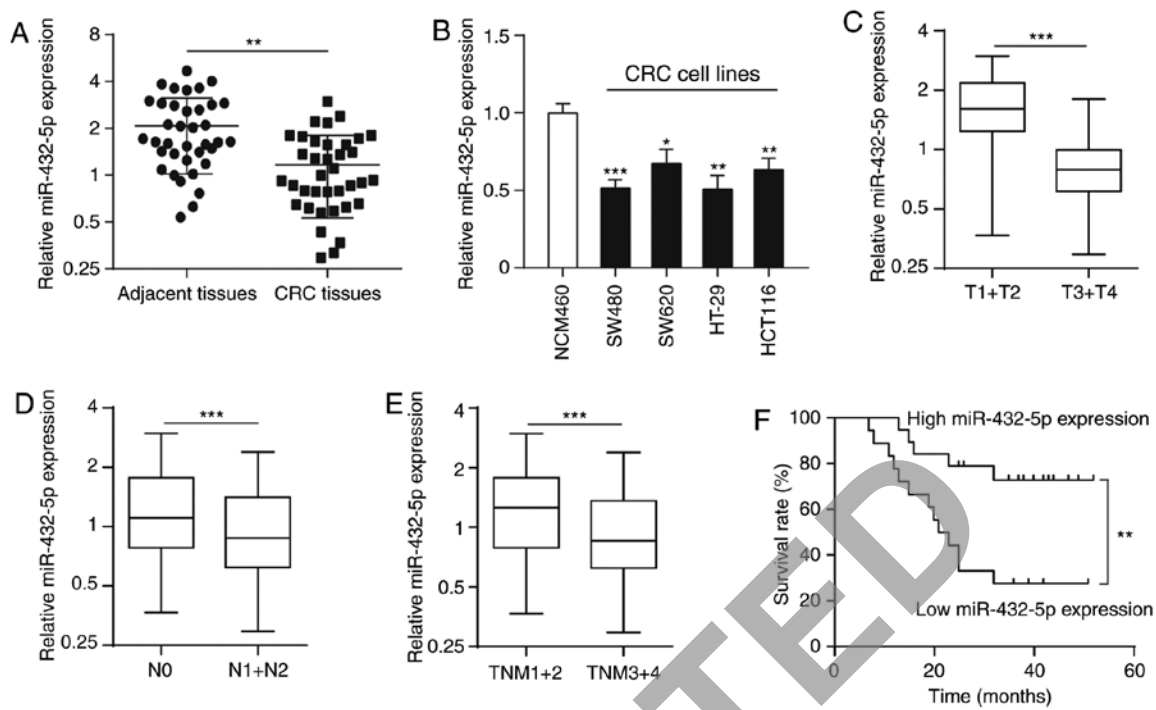 A
Relative miR-432-5p expression
8
4
2
1
0.5
0.25
**
Adjacent tissues
CRC tissues
B
Relative miR-432-5p expression
1.5
1.0
0.5
0
CRC cell lines
***
*
**
**
NCM460
SW480
SW620
HT-29
HCT116
C
Relative miR-432-5p expression
4
2
1
0.5
0.25
***
T1+T2
T3+T4
D
Relative miR-432-5p expression
4
2
1
0.5
0.25
***
N0
N1+N2
E
Relative miR-432-5p expression
4
2
1
0.5
0.25
***
TNM1+2
TNM3+4
F
Survival rate (%)
100
80
60
40
20
0
High miR-432-5p expression
**
Low miR-432-5p expression
0
20
40
60
Time (months)
TED